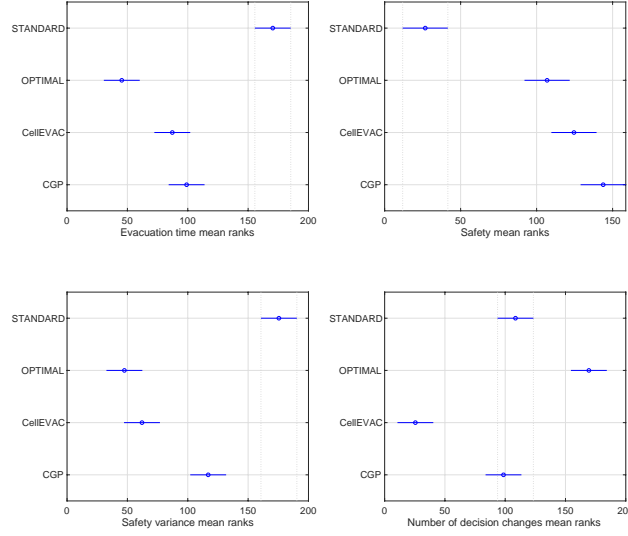 STANDARD
OPTIMAL
CellEVAC
CGP
0 50 100 150 200
Evacuation time mean ranks
STANDARD
OPTIMAL
CellEVAC
CGP
0 50 100 150
Safety mean ranks
STANDARD
OPTIMAL
CellEVAC
CGP
0 50 100 150 200
Safety variance mean ranks
STANDARD
OPTIMAL
CellEVAC
CGP
0 50 100 150 200
Number of decision changes mean ranks